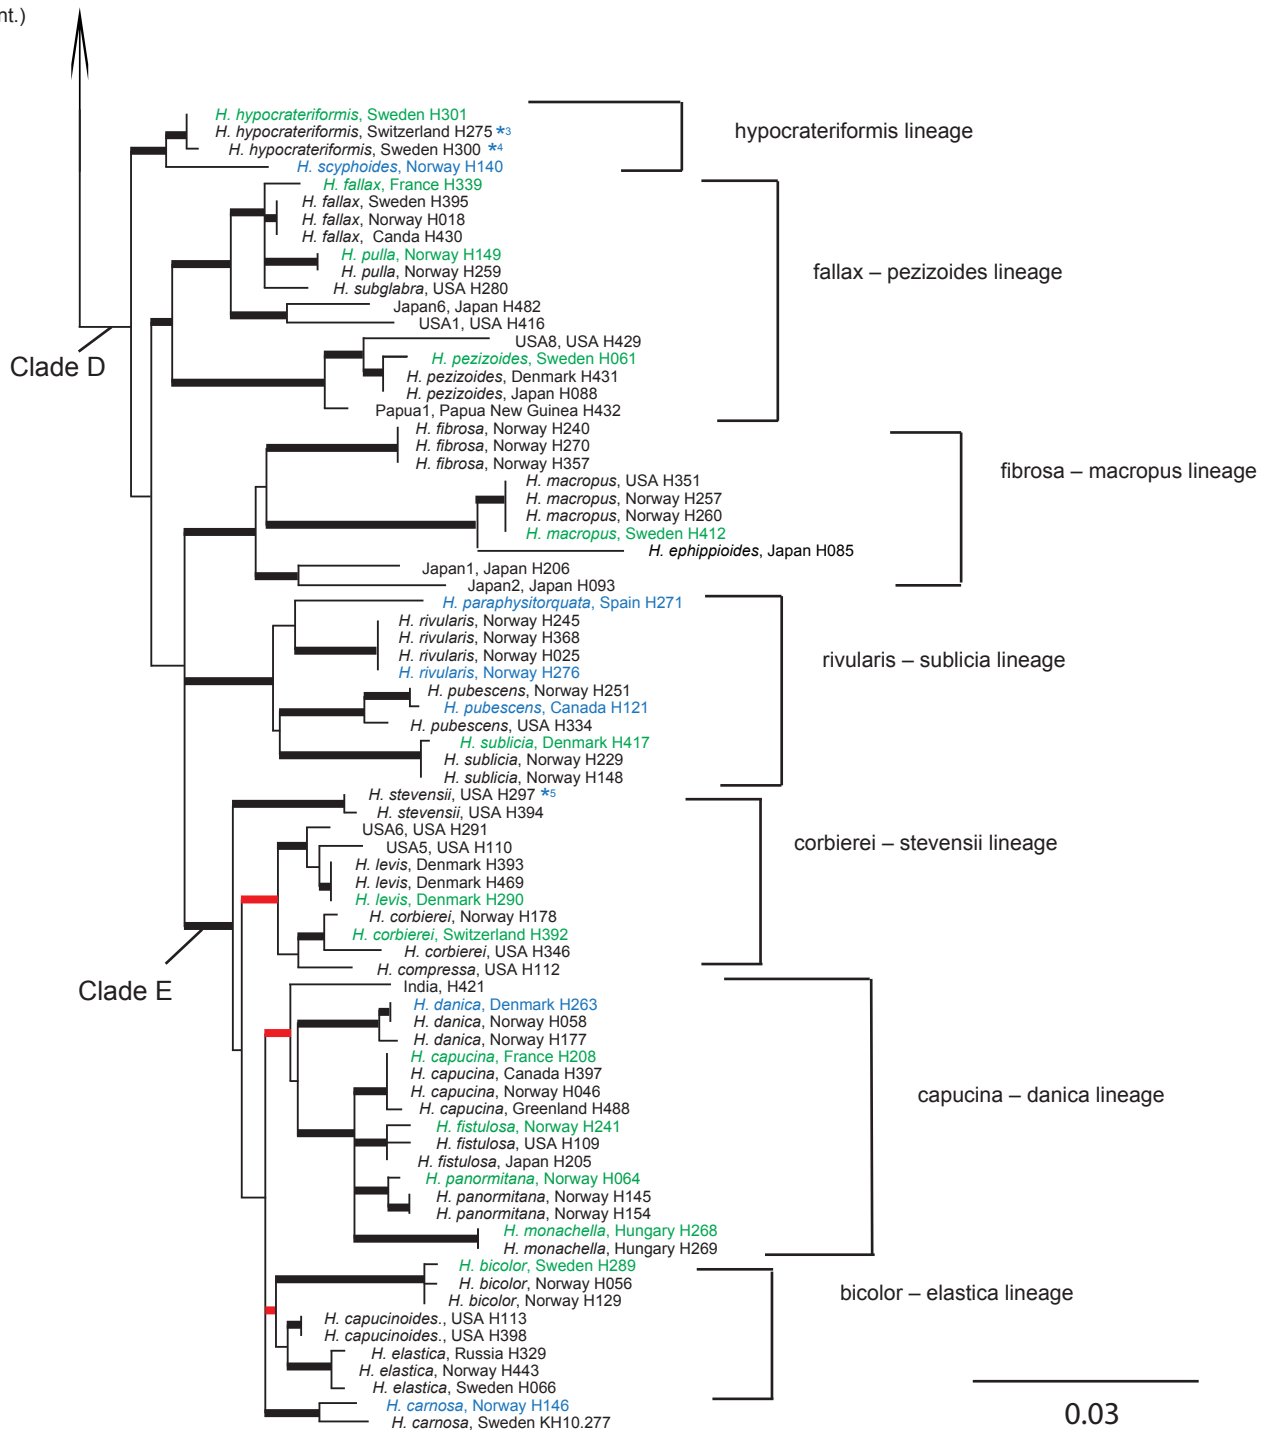 nt.)
H. hypocrateriformis, Sweden H301
H. hypocrateriformis, Switzerland H275 *3
H. hypocrateriformis, Sweden H300 *4
H. scyphoides, Norway H140
hypocrateriformis lineage
H. fallax, France H339
H. fallax, Sweden H395
H. fallax, Norway H018
H. fallax, Canda H430
H. pulla, Norway H149
H. pulla, Norway H259
H. subglabra, USA H280
Japan6, Japan H482
USA1, USA H416
USA8, USA H429
H. pezizoides, Sweden H061
H. pezizoides, Denmark H431
H. pezizoides, Japan H088
Papua1, Papua New Guinea H432
fallax – pezizoides lineage
Clade D
H. fibrosa, Norway H240
H. fibrosa, Norway H270
H. fibrosa, Norway H357
H. macropus, USA H351
H. macropus, Norway H257
H. macropus, Norway H260
H. macropus, Sweden H412
H. ephippioides, Japan H085
Japan1, Japan H206
Japan2, Japan H093
fibrosa – macropus lineage
H. paraphysitorquata, Spain H271
H. rivularis, Norway H245
H. rivularis, Norway H368
H. rivularis, Norway H025
H. rivularis, Norway H276
H. pubescens, Norway H251
H. pubescens, Canada H121
H. pubescens, USA H334
H. sublicia, Denmark H417
H. sublicia, Norway H229
H. sublicia, Norway H148
rivularis – sublicia lineage
H. stevensii, USA H297 *5
H. stevensii, USA H394
USA6, USA H291
USA5, USA H110
H. levis, Denmark H393
H. levis, Denmark H469
H. levis, Denmark H290
H. corbierei, Norway H178
H. corbierei, Switzerland H392
H. corbierei, USA H346
H. compressa, USA H112
corbierei – stevensii lineage
Clade E
India, H421
H. danica, Denmark H263
H. danica, Norway H058
H. danica, Norway H177
H. capucina, France H208
H. capucina, Canada H397
H. capucina, Norway H046
H. capucina, Greenland H488
H. fistulosa, Norway H241
H. fistulosa, USA H109
H. fistulosa, Japan H205
H. panormitana, Norway H064
H. panormitana, Norway H145
H. panormitana, Norway H154
H. monachella, Hungary H268
H. monachella, Hungary H269
capucina – danica lineage
H. bicolor, Sweden H289
H. bicolor, Norway H056
H. bicolor, Norway H129
H. capucinoides., USA H113
H. capucinoides., USA H398
H. elastica, Russia H329
H. elastica, Norway H443
H. elastica, Sweden H066
bicolor – elastica lineage
H. carnosa, Norway H146
H. carnosa, Sweden KH10.277
0.03